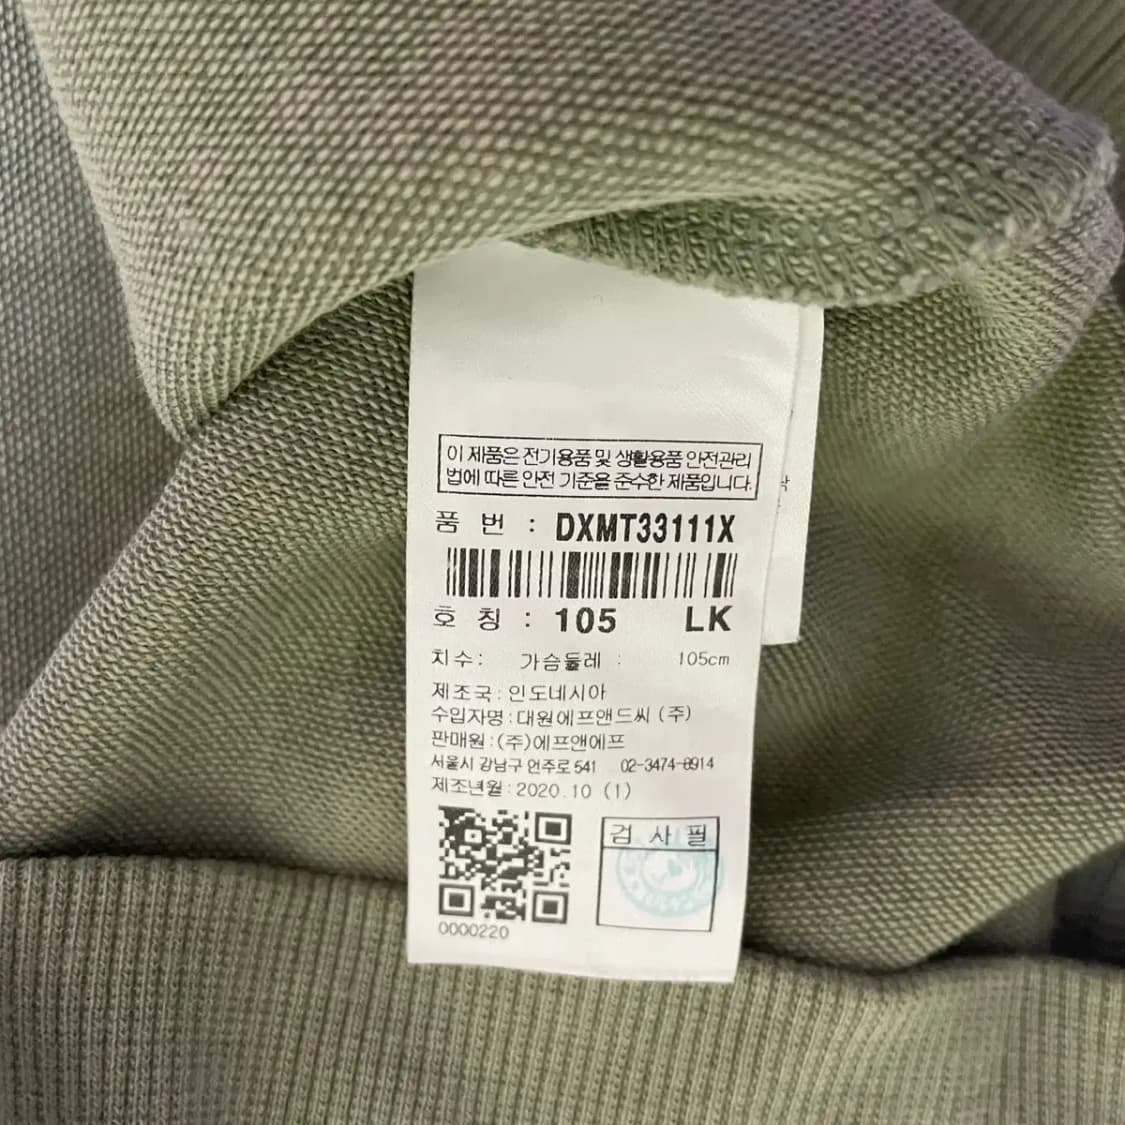 이 제품은 전기용품 및 생활용품 안전관리
법에 따른 안전 기준을 준수한 제품입니다.
품 번 : DXMT33111X
호 칭 : 105 LK
치수: 가슴둘레 : 105cm
제조국:인도네시아
수입자명:대원에프앤드씨 (주)
판매원:(주)에프앤에프
서울시 강남구 언주로 541 02-3474-8914
제조년월:2020.10 (1)
검 사 필
0000220